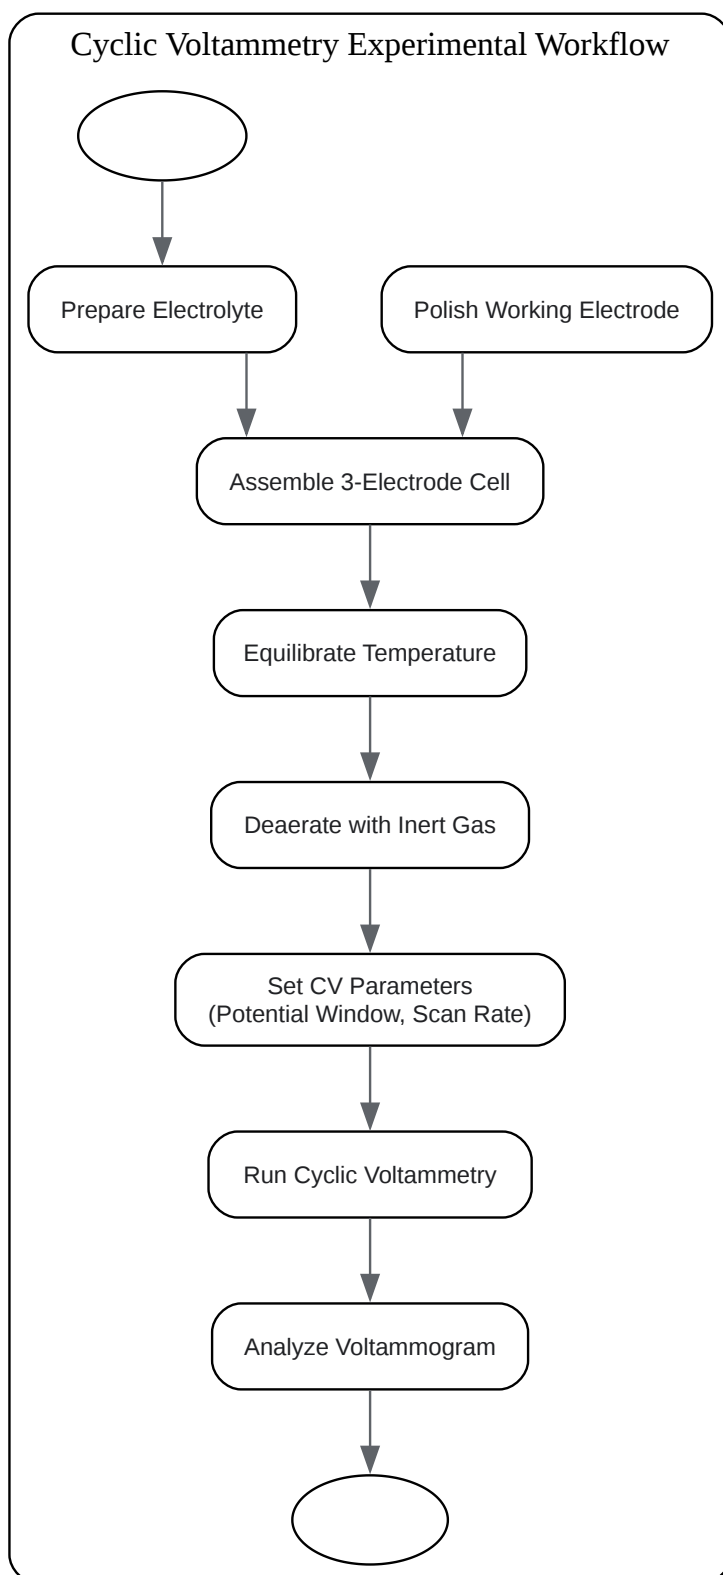 Cyclic Voltammetry Experimental Workflow
Prepare Electrolyte
Polish Working Electrode
Assemble 3-Electrode Cell
Equilibrate Temperature
Deaerate with Inert Gas
Set CV Parameters
(Potential Window, Scan Rate)
Run Cyclic Voltammetry
Analyze Voltammogram